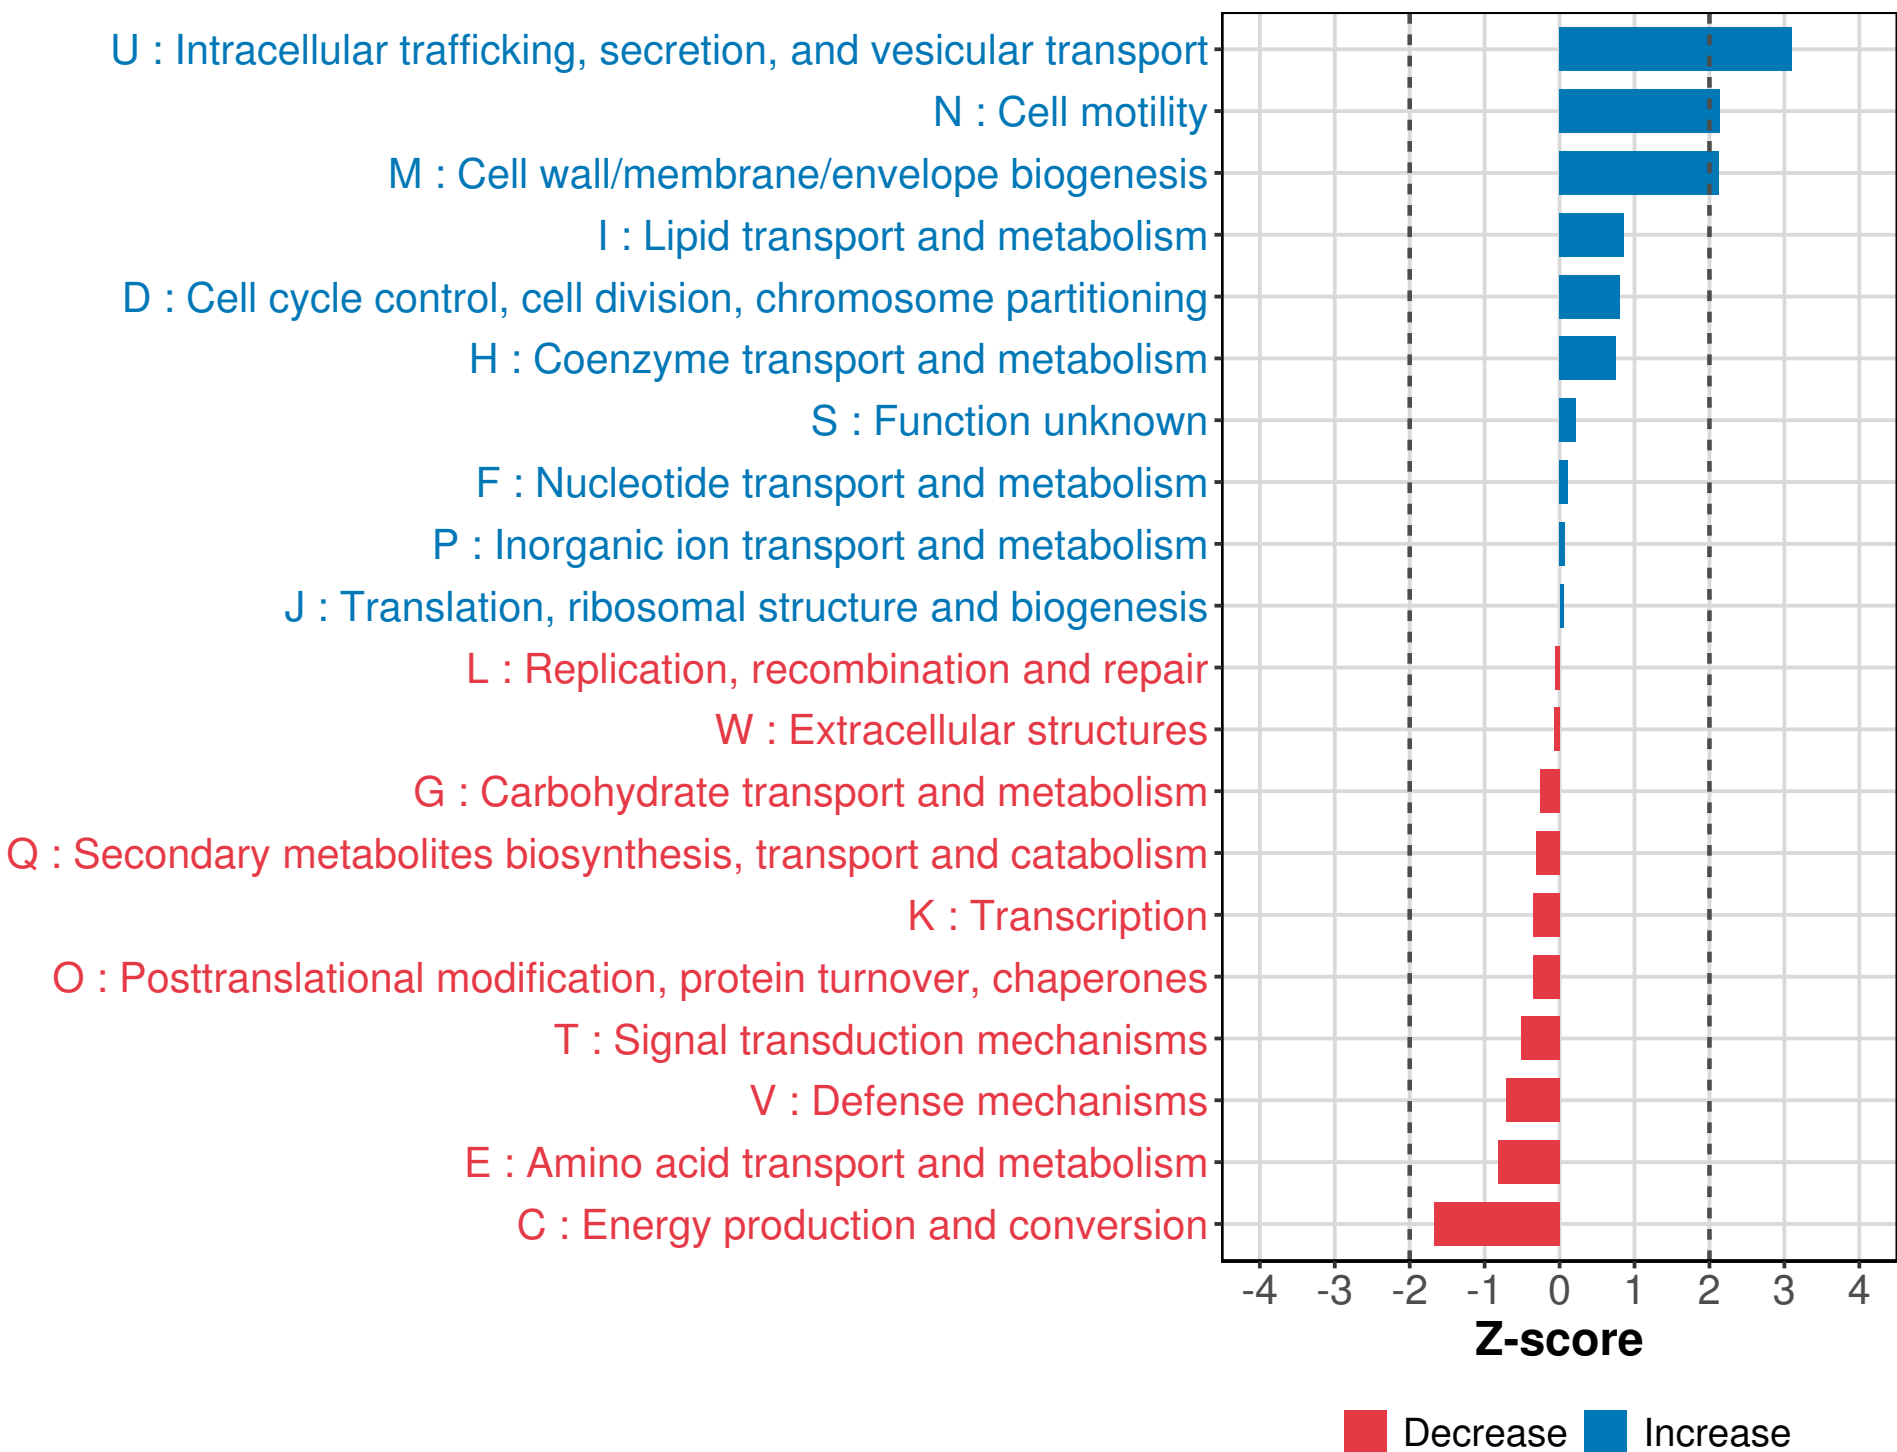 U : Intracellular trafficking, secretion, and vesicular transport
N : Cell motility
M : Cell wall/membrane/envelope biogenesis
I : Lipid transport and metabolism
D : Cell cycle control, cell division, chromosome partitioning
H : Coenzyme transport and metabolism
S : Function unknown
F : Nucleotide transport and metabolism
P : Inorganic ion transport and metabolism
J : Translation, ribosomal structure and biogenesis
L : Replication, recombination and repair
W : Extracellular structures
G : Carbohydrate transport and metabolism
Q : Secondary metabolites biosynthesis, transport and catabolism
K : Transcription
O : Posttranslational modification, protein turnover, chaperones
T : Signal transduction mechanisms
V : Defense mechanisms
E : Amino acid transport and metabolism
C : Energy production and conversion
-4 -3 -2 -1 0 1 2 3 4
Z-score
Decrease Increase